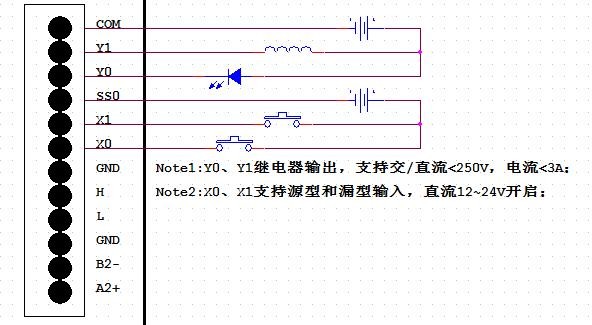 COM
Y1
Y0
SS0
X1
X0
GND Note1:Y0、Y1继电器输出，支持交/直流<250V，电流<3A；
H Note2:X0、X1支持源型和漏型输入，直流12~24V开启；
L
GND
B2-
A2+